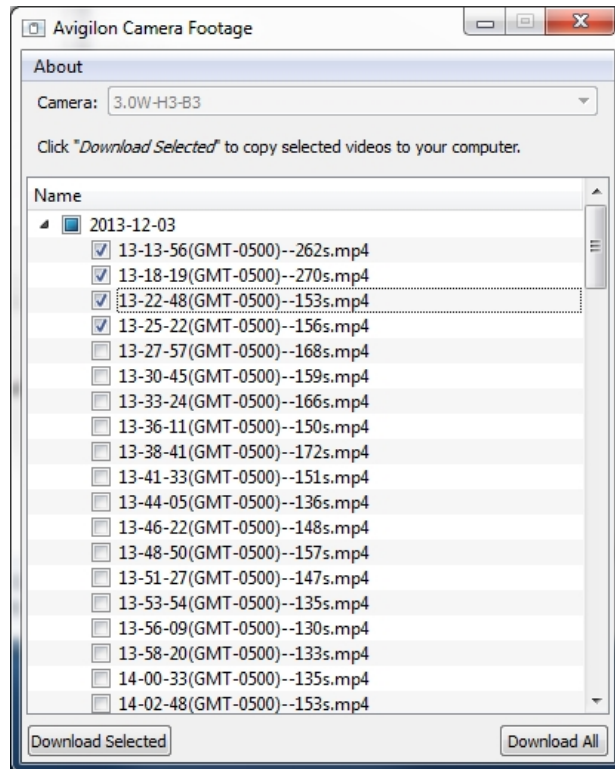 Avigilon Camera Footage
About
Camera: 3.0W-H3-B3
Click "Download Selected" to copy selected videos to your computer.
Name
2013-12-03
13-13-56(GMT-0500)--262s.mp4
13-18-19(GMT-0500)--270s.mp4
13-22-48(GMT-0500)--153s.mp4
13-25-22(GMT-0500)--156s.mp4
13-27-57(GMT-0500)--168s.mp4
13-30-45(GMT-0500)--159s.mp4
13-33-24(GMT-0500)--166s.mp4
13-36-11(GMT-0500)--150s.mp4
13-38-41(GMT-0500)--172s.mp4
13-41-33(GMT-0500)--151s.mp4
13-44-05(GMT-0500)--136s.mp4
13-46-22(GMT-0500)--148s.mp4
13-48-50(GMT-0500)--157s.mp4
13-51-27(GMT-0500)--147s.mp4
13-53-54(GMT-0500)--135s.mp4
13-56-09(GMT-0500)--130s.mp4
13-58-20(GMT-0500)--133s.mp4
14-00-33(GMT-0500)--135s.mp4
14-02-48(GMT-0500)--153s.mp4
Download Selected Download All